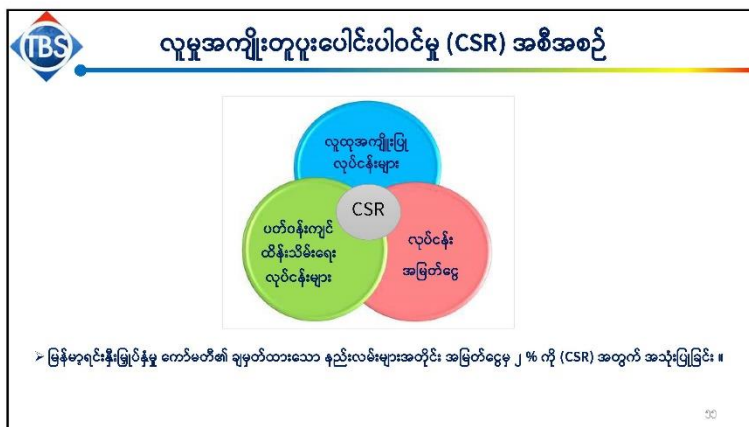 TBS
လူမှုအကျိုးတူပူးပေါင်းပါဝင်မှု (CSR) အစီအစဉ်
လူထုအကျိုးပြု
လုပ်ငန်းများ
CSR
ပတ်ဝန်းကျင်
ထိန်းသိမ်းရေး
လုပ်ငန်းများ
လုပ်ငန်း
အမြတ်ငွေ
➢ မြန်မာ့ရင်းနှီးမြှုပ်နှံမှု ကော်မတီ၏ ချမှတ်ထားသော နည်းလမ်းများအတိုင်း အမြတ်ငွေမှ ၂ % ကို (CSR) အတွက် အသုံးပြုခြင်း ။